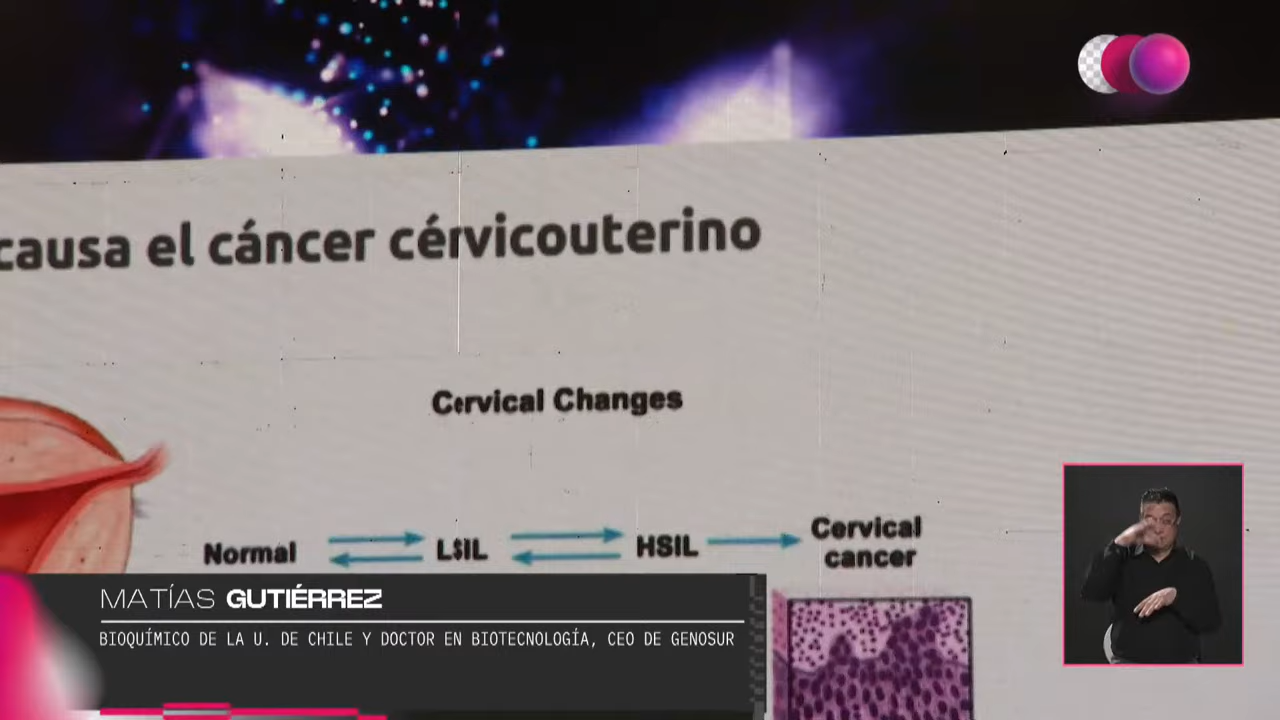 causa el cáncer cérvicouterino
Cervical Changes
Normal
LSIL
HSIL
Cervical
cancer
MATÍAS GUTIÉRREZ
BIOQUÍMICO DE LA U. DE CHILE Y DOCTOR EN BIOTECNOLOGÍA, CEO DE GENOSUR